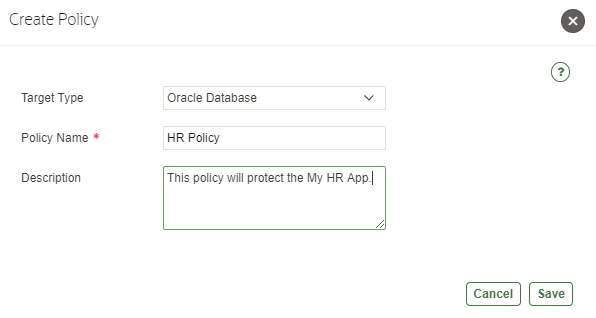 Create Policy
?
Target Type Oracle Database
Policy Name * HR Policy
Description This policy will protect the My HR App.
Cancel Save